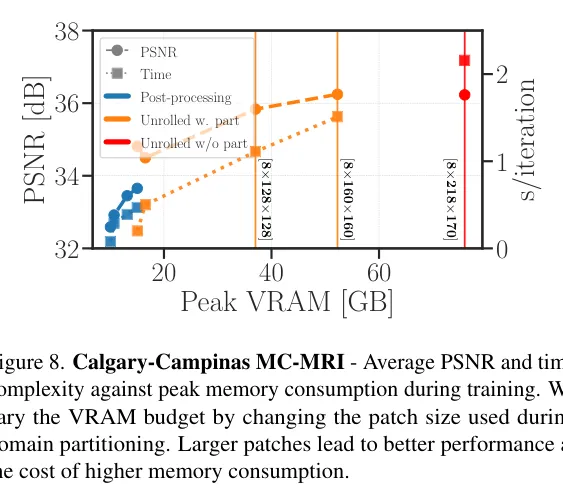 38
36
34
32
PSNR [dB]
PSNR
Time
Post-processing
Unrolled w. part
Unrolled w/o part
[8×128×128]
[8×160×160]
[8×218×170]
2
1
0
s/iteration
20
40
60
Peak VRAM [GB]
igure 8. Calgary-Campinas MC-MRI - Average PSNR and tim
omplexity against peak memory consumption during training. W
ary the VRAM budget by changing the patch size used durin
omain partitioning. Larger patches lead to better performance a
he cost of higher memory consumption.